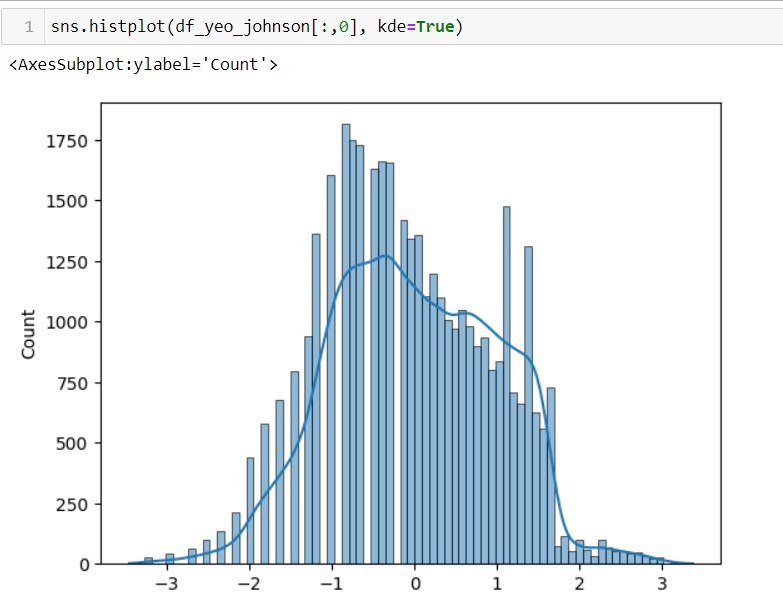 1 sns.histplot(df_yeo_johnson[:,0], kde=True)
<AxesSubplot:ylabel='Count'>
1750
1500
1250
1000
750
500
250
0
Count
−3 −2 −1 0 1 2 3